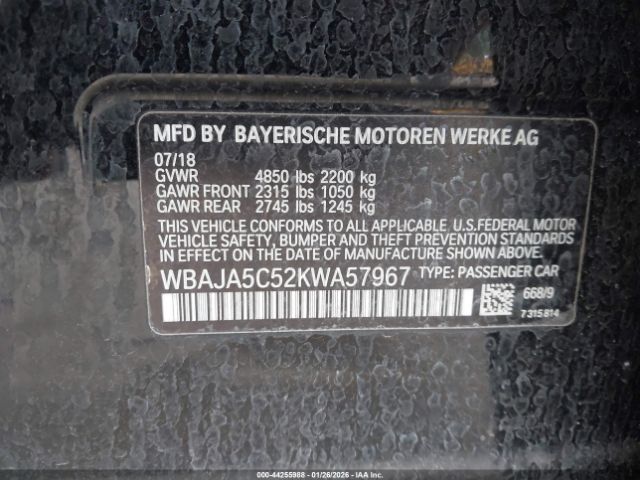 MFD BY BAYERISCHE MOTOREN WERKE AG
07/18
GVWR 4850 lbs 2200 kg
GAWR FRONT 2315 lbs 1050 kg
GAWR REAR 2745 lbs 1245 kg
THIS VEHICLE CONFORMS TO ALL APPLICABLE U.S.FEDERAL MOTOR
VEHICLE SAFETY, BUMPER AND THEFT PREVENTION STANDARDS
IN EFFECT ON THE DATE OF MANUFACTURE SHOWN ABOVE.
WBAJA5C52KWA57967 TYPE: PASSENGER CAR
668/9
7315814
000-44255988 | 01/26/2026 | IAA Inc. | Copart